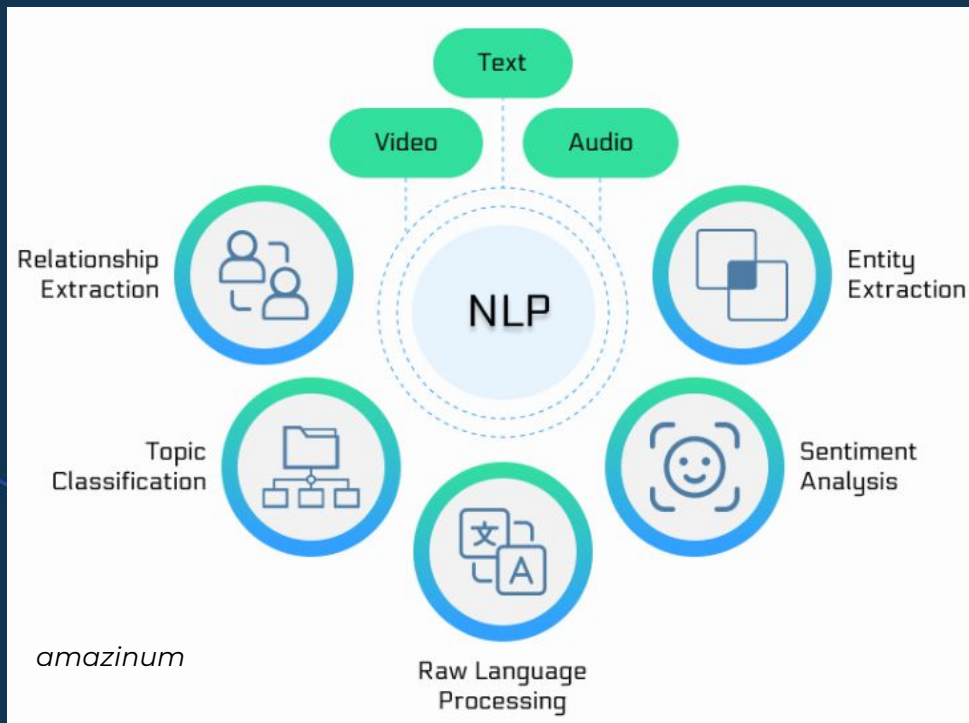 Text
Video
Audio
NLP
Relationship
Extraction
Entity
Extraction
Topic
Classification
Sentiment
Analysis
文
A
Raw Language
Processing
amazinum